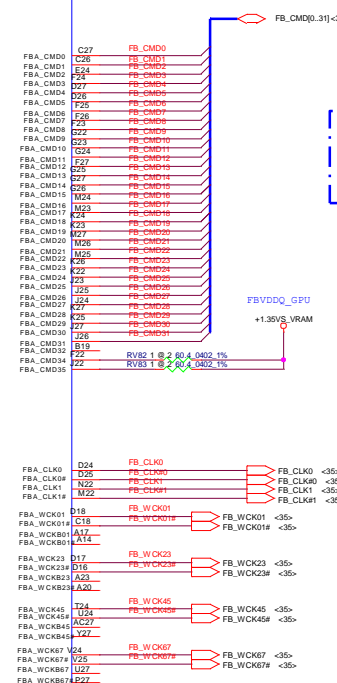 FB_CMD[0..31] <35
FBA_CMD0 C27 FB_CMD0
FBA_CMD1 C26 FB_CMD1
FBA_CMD2 E24 FB_CMD2
FBA_CMD3 F24 FB_CMD3
FBA_CMD4 D27 FB_CMD4
FBA_CMD5 D26 FB_CMD5
FBA_CMD6 F25 FB_CMD6
FBA_CMD7 F26 FB_CMD7
FBA_CMD8 F23 FB_CMD8
FBA_CMD9 G22 FB_CMD9
FBA_CMD10 G23 FB_CMD10
FBA_CMD11 G24 FB_CMD11
FBA_CMD12 F27 FB_CMD12
FBA_CMD13 G25 FB_CMD13
FBA_CMD14 G27 FB_CMD14
FBA_CMD15 G26 FB_CMD15
FBA_CMD16 M24 FB_CMD16
FBA_CMD17 M23 FB_CMD17
FBA_CMD18 K24 FB_CMD18
FBA_CMD19 K23 FB_CMD19
FBA_CMD20 M27 FB_CMD20
FBA_CMD21 M26 FB_CMD21
FBA_CMD22 M25 FB_CMD22
FBA_CMD23 K26 FB_CMD23
FBA_CMD24 K22 FB_CMD24
FBA_CMD25 J23 FB_CMD25
FBA_CMD26 J25 FB_CMD26
FBA_CMD27 J24 FB_CMD27
FBA_CMD28 K27 FB_CMD28
FBA_CMD29 K25 FB_CMD29
FBA_CMD30 J27 FB_CMD30
FBA_CMD31 J26 FB_CMD31
FBA_CMD32 B19
FBVDDQ_GPU
+1.35VS_VRAM
FBA_CMD34 F22 RV82 1 @ 2 60.4_0402_1%
FBA_CMD35 J22 RV83 1 @ 2 60.4_0402_1%
FBA_CLK0 D24 FB_CLK0 FB_CLK0 <35>
FBA_CLK0# D25 FB_CLK#0 FB_CLK#0 <35
FBA_CLK1 N22 FB_CLK1 FB_CLK1 <35>
FBA_CLK1# M22 FB_CLK#1 FB_CLK#1 <35
FBA_WCK01 D18 FB_WCK01 FB_WCK01 <35>
FBA_WCK01# C18 FB_WCK01# FB_WCK01# <35>
FBA_WCKB01 A17
FBA_WCKB01# A14
FBA_WCK23 D17 FB_WCK23 FB_WCK23 <35>
FBA_WCK23# D16 FB_WCK23# FB_WCK23# <35>
FBA_WCKB23 A23
FBA_WCKB23# A20
FBA_WCK45 T24 FB_WCK45 FB_WCK45 <35>
FBA_WCK45# U24 FB_WCK45# FB_WCK45# <35>
FBA_WCKB45 AC27
FBA_WCKB45# Y27
FBA_WCK67 V24 FB_WCK67 FB_WCK67 <35>
FBA_WCK67# V25 FB_WCK67# FB_WCK67# <35>
FBA_WCKB67 U27
FBA_WCKB67# P27